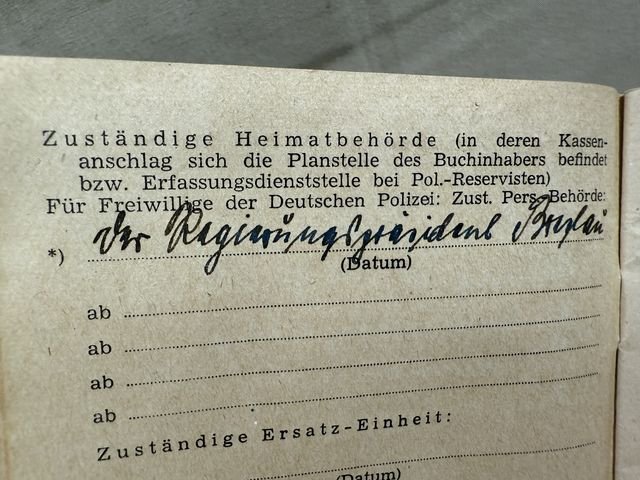 Zuständige Heimatbehörde (in deren Kassen-
anschlag sich die Planstelle des Buchinhabers befindet
bzw. Erfassungsdienststelle bei Pol.-Reservisten)
Für Freiwillige der Deutschen Polizei: Zust. Pers.-Behörde:
*) Der Regierungspräsident Breslau
(Datum)
ab
ab
ab
ab
Zuständige Ersatz-Einheit:
(Datum)